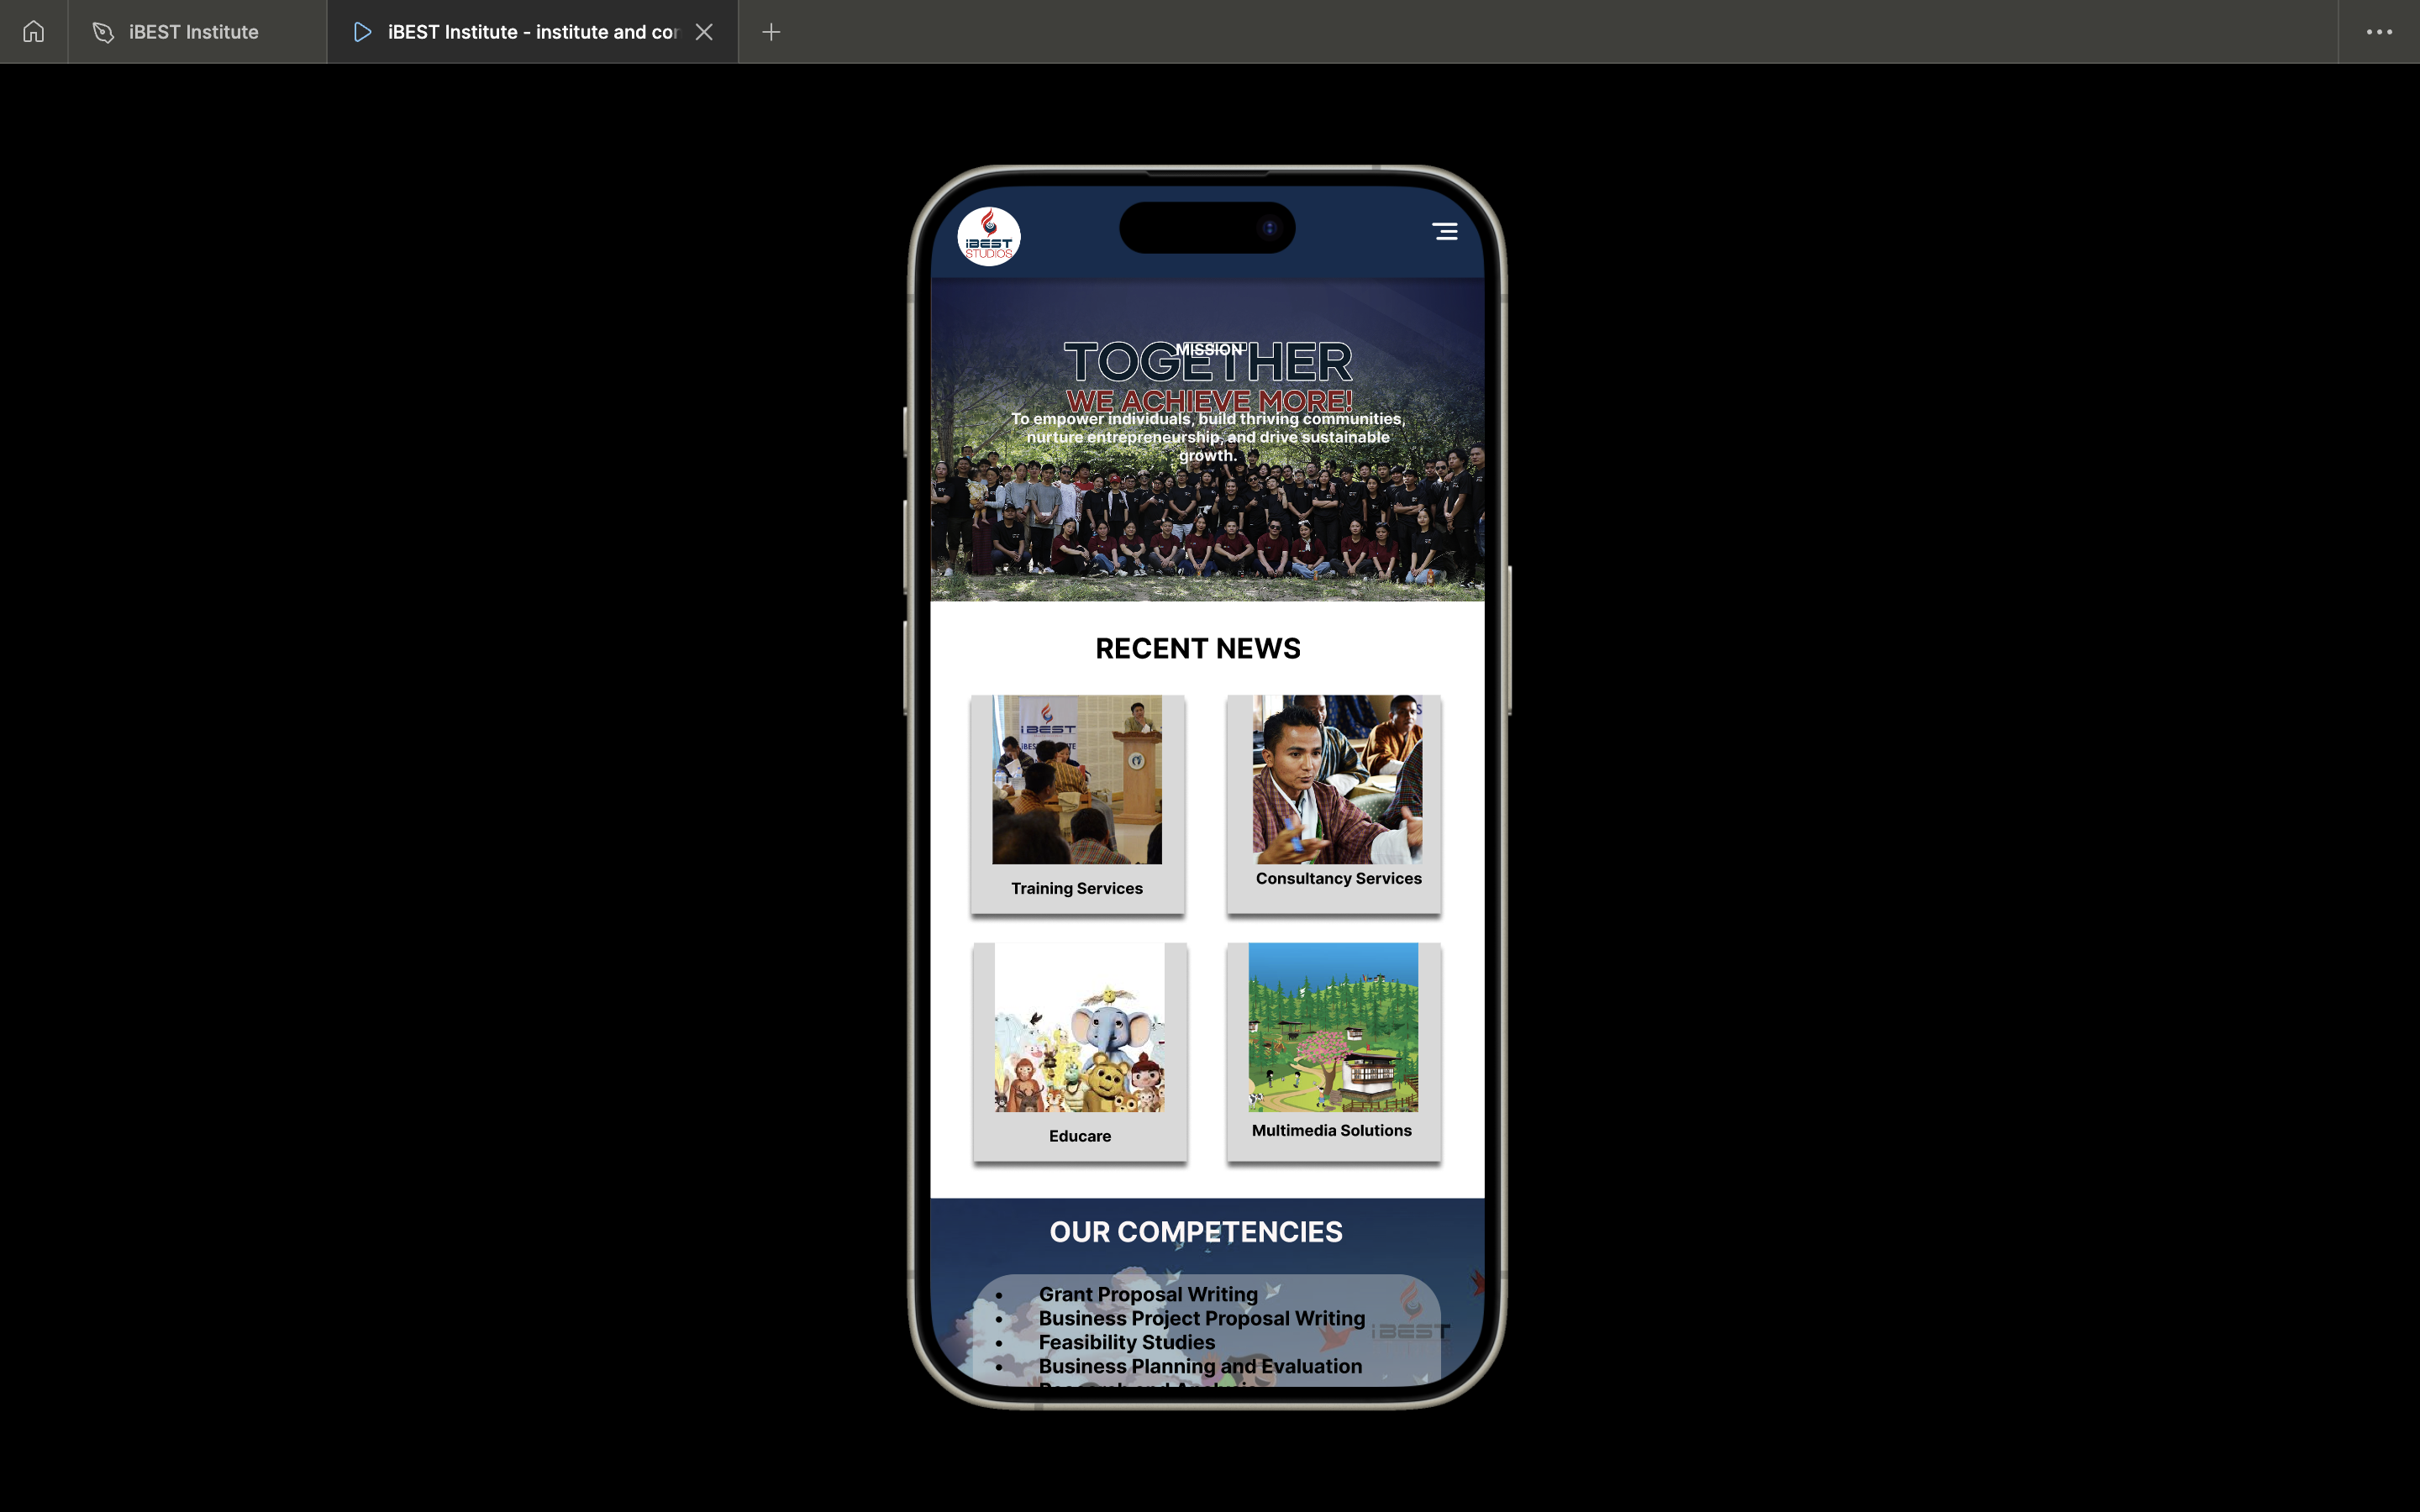 iBEST Institute
iBEST Institute - institute and cor
iBEST
STUDIOS
MISSION
TOGETHER
WE ACHIEVE MORE!
To empower individuals, build thriving communities,
nurture entrepreneurship, and drive sustainable
growth.
RECENT NEWS
iBEST
Training Services
Consultancy Services
Educare
Multimedia Solutions
OUR COMPETENCIES
• Grant Proposal Writing
• Business Project Proposal Writing
• Feasibility Studies
• Business Planning and Evaluation
iBEST